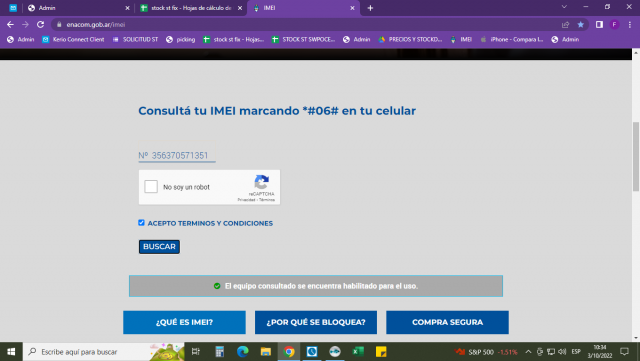 Admin
stock st fix - Hojas de cálculo de
IMEI
enacom.gob.ar/imei
Admin
Kerio Connect Client
SOLICITUD ST
picking
stock st fix - Hojas...
STOCK ST SWPOCE...
Admin
PRECIOS Y STOCKD...
IMEI
iPhone - Compara l...
Admin
Consultá tu IMEI marcando *#06# en tu celular
Nº 356370571351
No soy un robot
reCAPTCHA
Privacidad - Términos
ACEPTO TERMINOS Y CONDICIONES
BUSCAR
El equipo consultado se encuentra habilitado para el uso.
¿QUÉ ES IMEI?
¿POR QUÉ SE BLOQUEA?
COMPRA SEGURA
Escribe aquí para buscar
S&P 500 -1,51%
ESP
10:34
3/10/2022